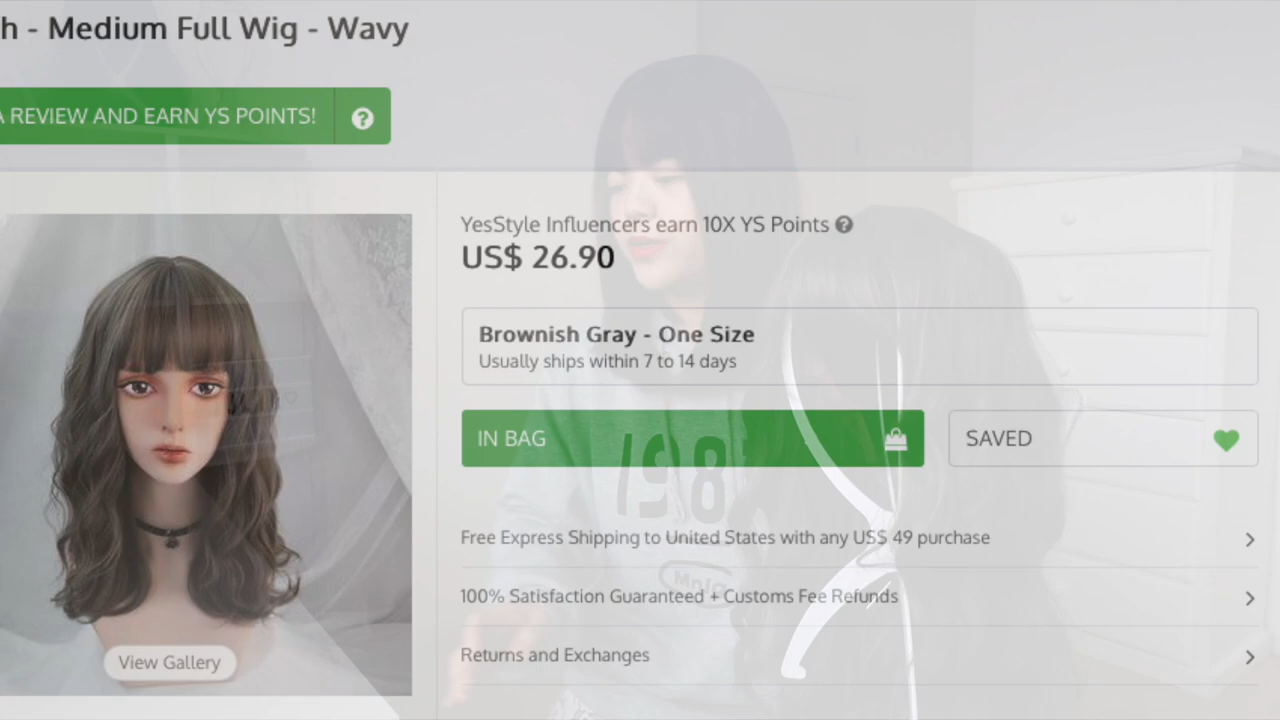 h - Medium Full Wig - Wavy
A REVIEW AND EARN YS POINTS!
YesStyle Influencers earn 10X YS Points
US$ 26.90
Brownish Gray - One Size
Usually ships within 7 to 14 days
IN BAG
SAVED
198
Free Express Shipping to United States with any US$ 49 purchase
100% Satisfaction Guaranteed + Customs Fee Refunds
Returns and Exchanges
View Gallery